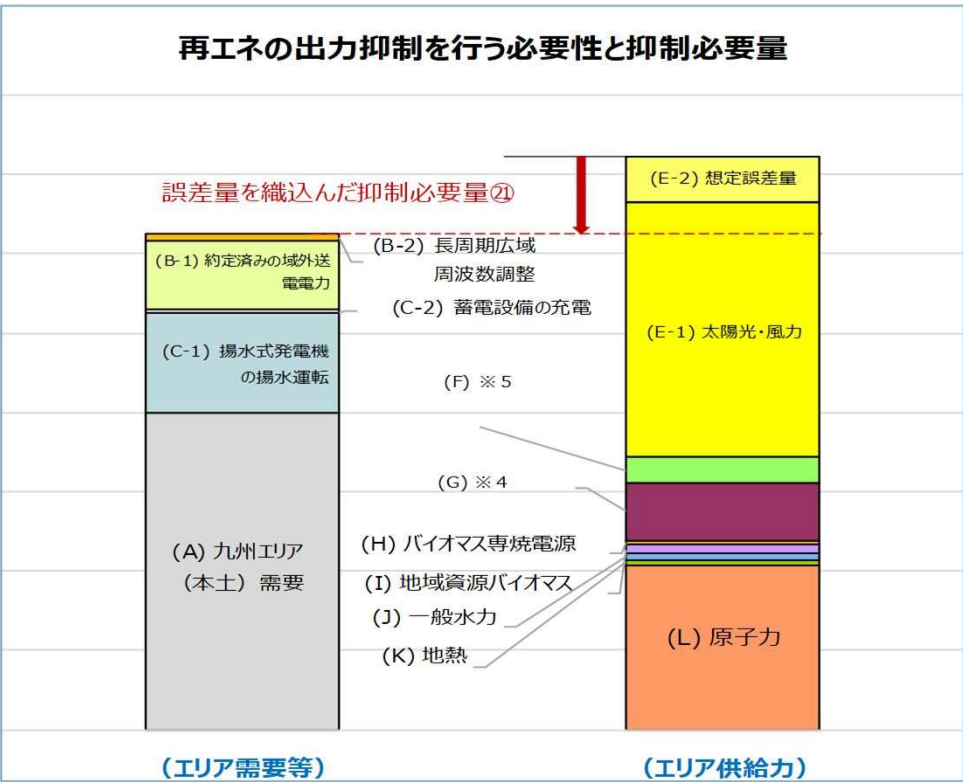 再エネの出力抑制を行う必要性と抑制必要量
誤差量を織込んだ抑制必要量㉑
(E-2) 想定誤差量
(B-2) 長周期広域
周波数調整
(B-1) 約定済みの域外送
電電力
(C-2) 蓄電設備の充電
(E-1) 太陽光・風力
(C-1) 揚水式発電機
の揚水運転
(F) ※5
(G) ※4
(H) バイオマス専焼電源
(A) 九州エリア
(本土) 需要
(I) 地域資源バイオマス
(J) 一般水力
(K) 地熱
(L) 原子力
(エリア需要等)
(エリア供給力)